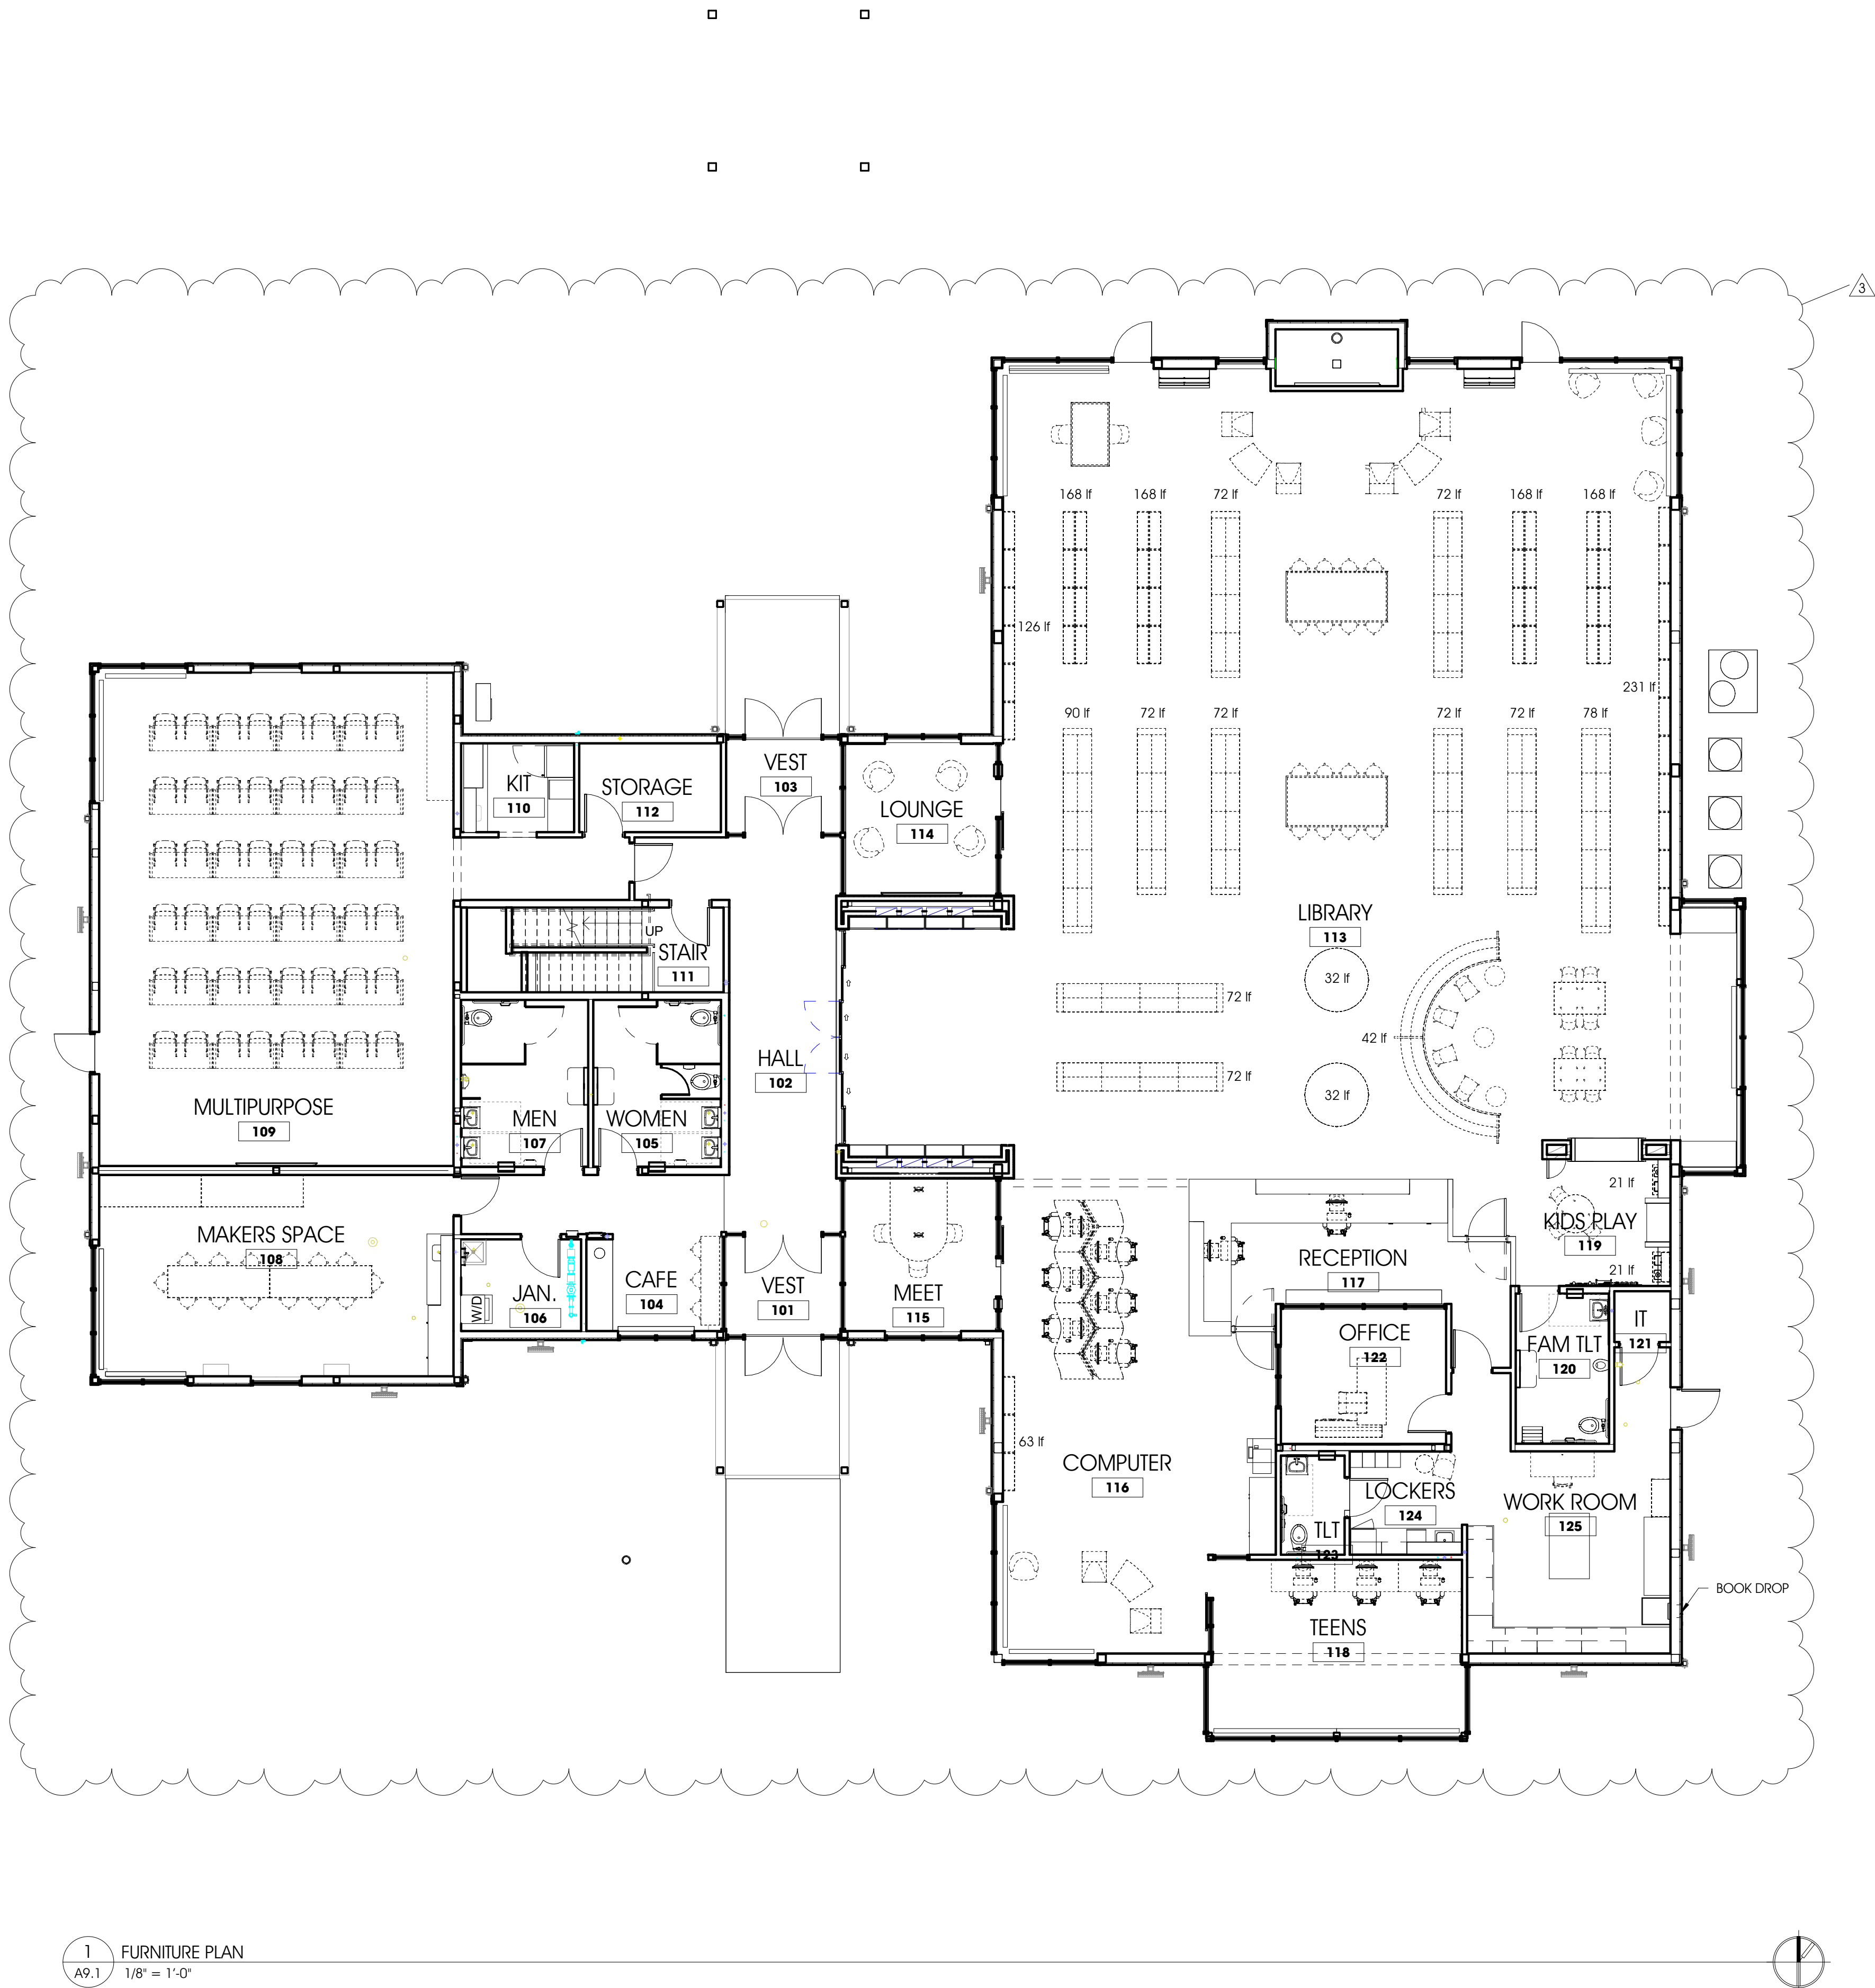 3
168 lf
168 lf
72 lf
72 lf
168 lf
168 lf
126 lf
231 lf
90 lf
72 lf
72 lf
72 lf
72 lf
78 lf
VEST
103
KIT
110
STORAGE
112
LOUNGE
114
LIBRARY
113
UP
STAIR
111
32 lf
72 lf
42 lf
HALL
102
72 lf
32 lf
MULTIPURPOSE
109
MEN
107
WOMEN
105
21 lf
KIDS PLAY
119
21 lf
MAKERS SPACE
108
RECEPTION
117
W/D
JAN.
106
CAFE
104
VEST
101
MEET
115
OFFICE
122
FAM TLT
120
IT
121
63 lf
COMPUTER
116
LOCKERS
124
WORK ROOM
125
TLT
123
BOOK DROP
TEENS
118
1
FURNITURE PLAN
A9.1
1/8" = 1'-0"